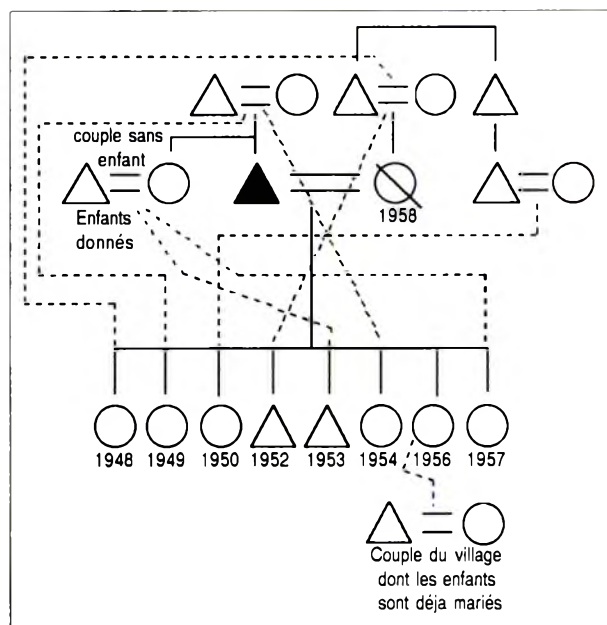 couple sans
enfant
Enfants
donnés
1958
1948 1949 1950 1952 1953 1954 1956 1957
Couple du village
dont les enfants
sont déja mariés